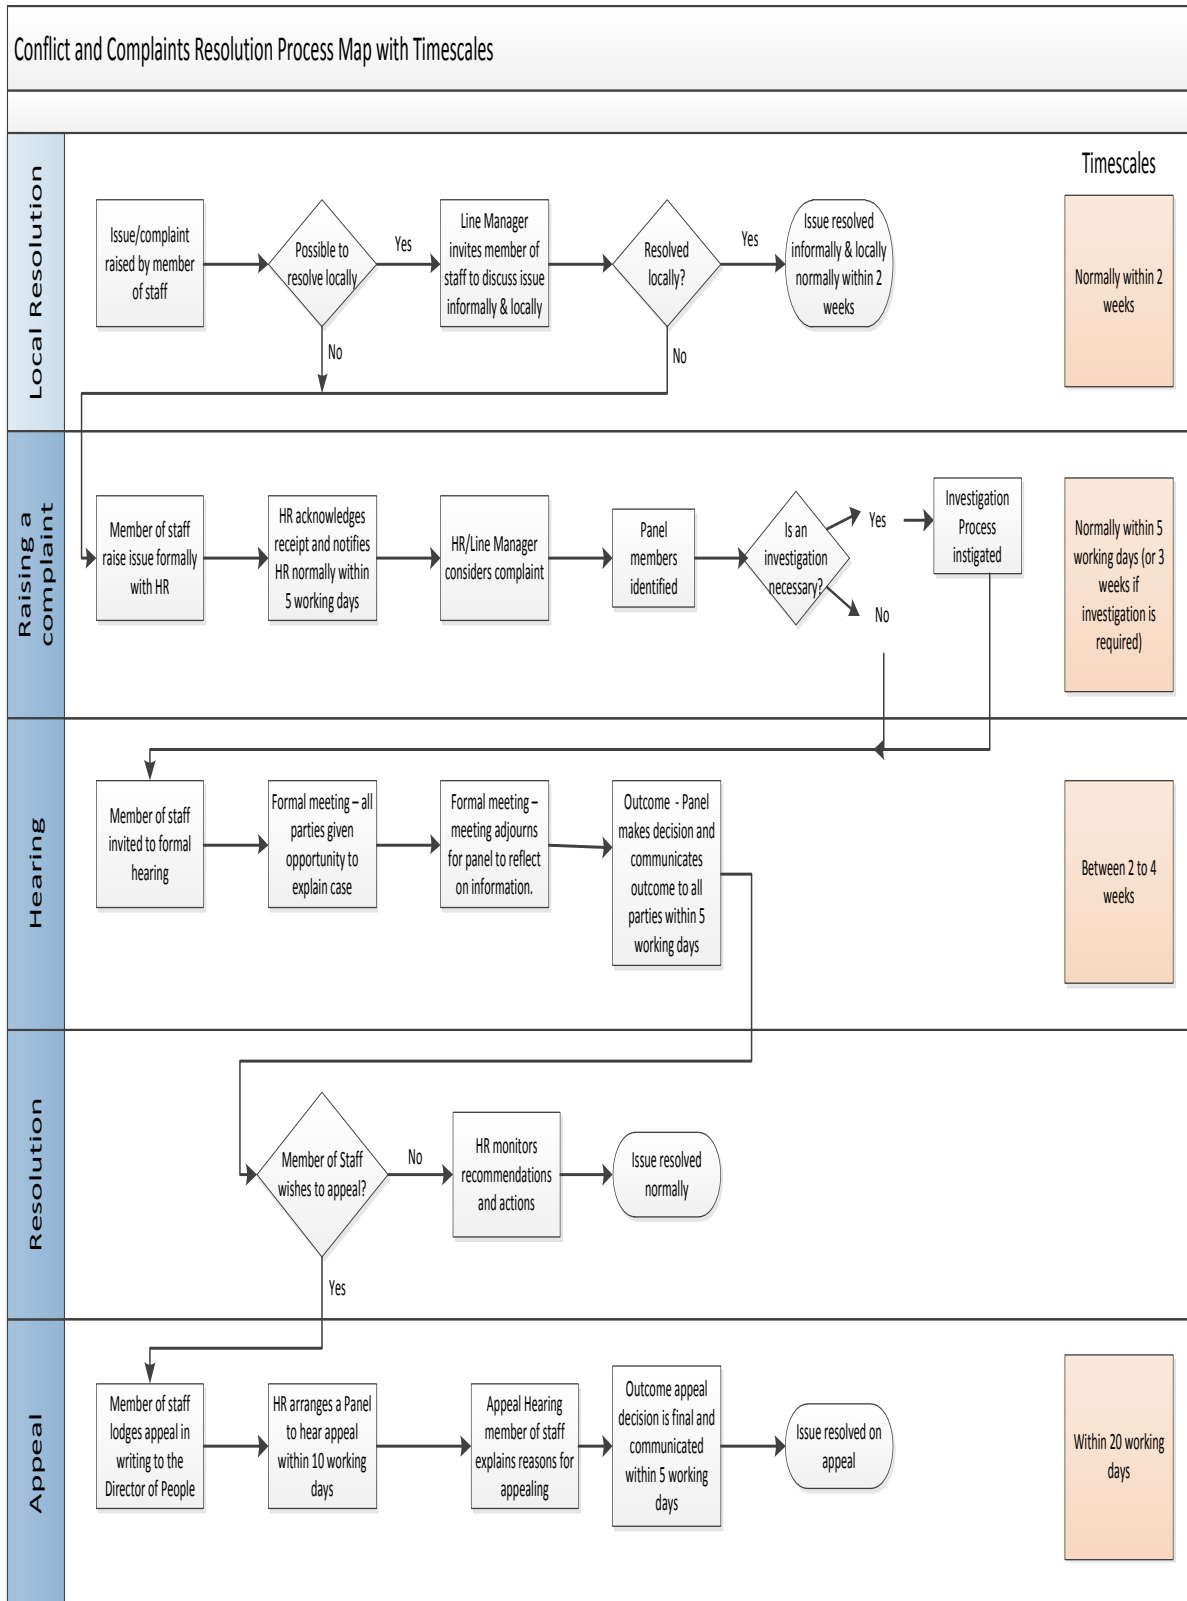 Conflict and Complaints Resolution Process Map with Timescales
Local Resolution
Timescales
Issue/complaint
raised by member
of staff
Possible to
resolve locally
Yes
No
Line Manager
invites member of
staff to discuss issue
informally & locally
Resolved
locally?
Yes
No
Issue resolved
informally & locally
normally within 2
weeks
Normally within 2
weeks
Raising a
complaint
Member of staff
raise issue formally
with HR
HR acknowledges
receipt and notifies
HR normally within
5 working days
HR/Line Manager
considers complaint
Panel
members
identified
Is an
investigation
necessary?
Yes
No
Investigation
Process
instigated
Normally within 5
working days (or 3
weeks if
investigation is
required)
Hearing
Member of staff
invited to formal
hearing
Formal meeting – all
parties given
opportunity to
explain case
Formal meeting –
meeting adjourns
for panel to reflect
on information.
Outcome - Panel
makes decision and
communicates
outcome to all
parties within 5
working days
Between 2 to 4
weeks
Resolution
Member of Staff
wishes to appeal?
No
Yes
HR monitors
recommendations
and actions
Issue resolved
normally
Appeal
Member of staff
lodges appeal in
writing to the
Director of People
HR arranges a Panel
to hear appeal
within 10 working
days
Appeal Hearing
member of staff
explains reasons for
appealing
Outcome appeal
decision is final and
communicated
within 5 working
days
Issue resolved on
appeal
Within 20 working
days